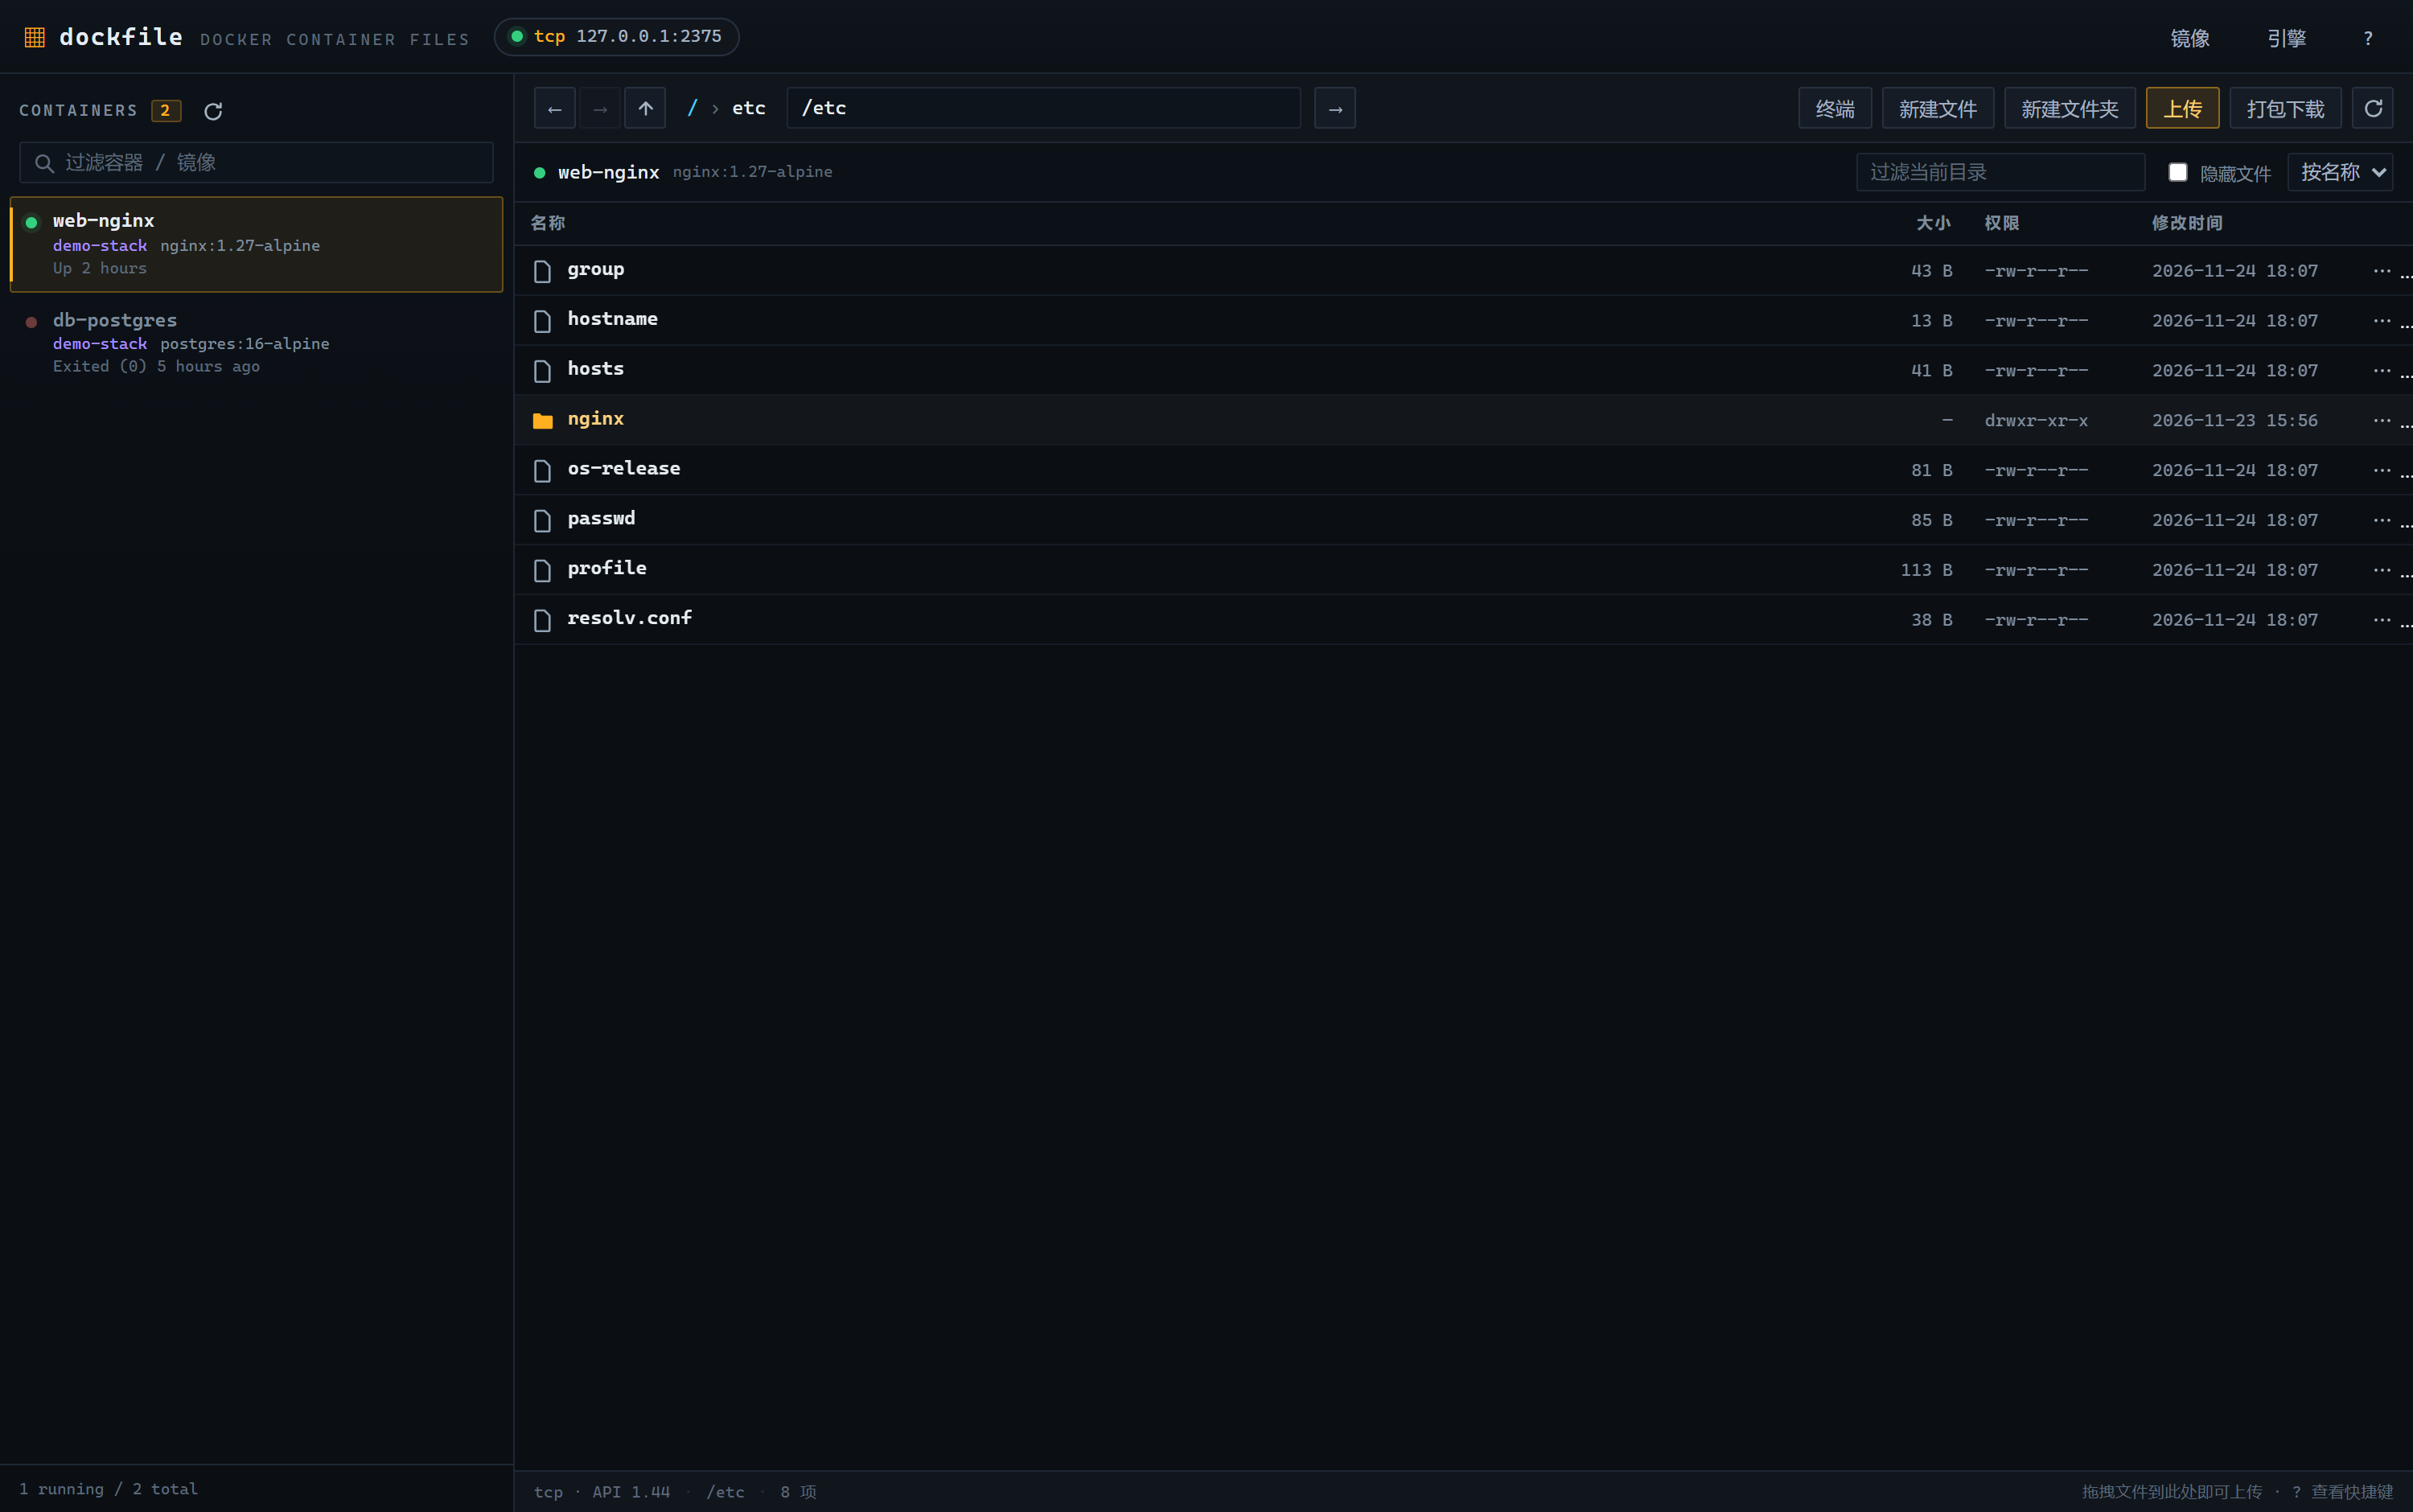 dockfile DOCKER CONTAINER FILES tcp 127.0.0.1:2375 镜像 引擎 ?
CONTAINERS 2
过滤容器 / 镜像
web-nginx
demo-stack nginx:1.27-alpine
Up 2 hours
db-postgres
demo-stack postgres:16-alpine
Exited (0) 5 hours ago
1 running / 2 total
← → ↑ / › etc /etc → 终端 新建文件 新建文件夹 上传 打包下载
web-nginx nginx:1.27-alpine 过滤当前目录 隐藏文件 按名称
名称 大小 权限 修改时间
group 43 B -rw-r--r-- 2026-11-24 18:07 ··· …
hostname 13 B -rw-r--r-- 2026-11-24 18:07 ··· …
hosts 41 B -rw-r--r-- 2026-11-24 18:07 ··· …
nginx — drwxr-xr-x 2026-11-23 15:56 ··· …
os-release 81 B -rw-r--r-- 2026-11-24 18:07 ··· …
passwd 85 B -rw-r--r-- 2026-11-24 18:07 ··· …
profile 113 B -rw-r--r-- 2026-11-24 18:07 ··· …
resolv.conf 38 B -rw-r--r-- 2026-11-24 18:07 ··· …
tcp · API 1.44 · /etc · 8 项 拖拽文件到此处即可上传 · ? 查看快捷键